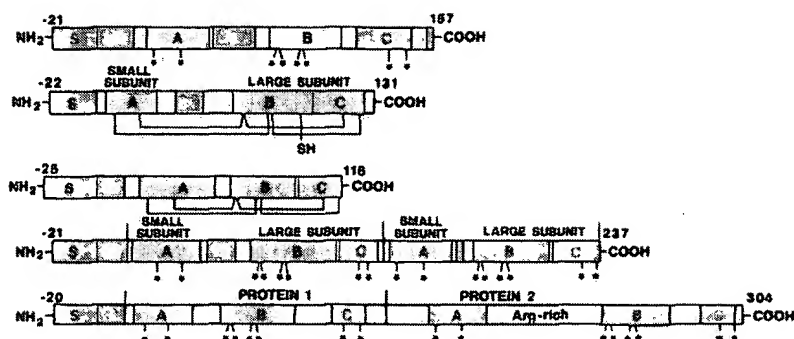 -21 157
NH2- S A B C -COOH
* * ** ** * *
-22 SMALL SUBUNIT LARGE SUBUNIT 131
NH2- S A B C -COOH
SH
-25 118
NH2- S A B C -COOH
-21 SMALL SUBUNIT LARGE SUBUNIT SMALL SUBUNIT LARGE SUBUNIT 237
NH2- S A B C A B C -COOH
* * ** ** ** * * ** ** * *
-20 PROTEIN 1 PROTEIN 2 304
NH2- S A B C A Arg-rich B C -COOH